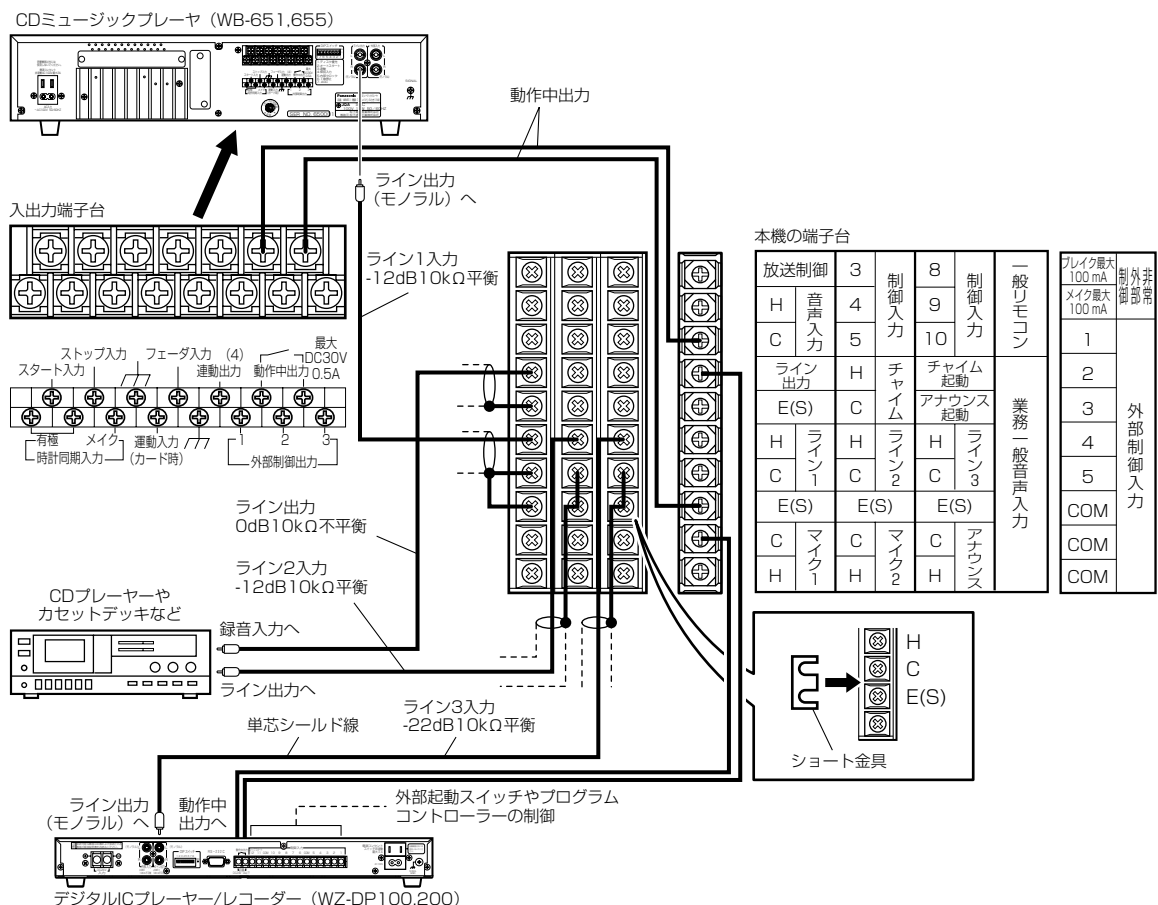 CDミュージックプレーヤ（WB-651,655）
Panasonic
動作中出力
ライン出力
（モノラル）へ
入出力端子台
ライン1入力
-12dB10kΩ平衡
スタート入力
ストップ入力
フェーダ入力
(4)
連動出力
動作中出力
最大
DC30V
0.5A
有極
メイク
時計同期入力
運動入力
(カード時)
1
2
3
外部制御出力
本機の端子台
放送制御
3
制御入力
8
制御入力
一般リモコン
H
音声入力
4
9
C
5
10
ライン
出力
H
チャイム
チャイム
起動
業務一般音声入力
E(S)
C
アナウンス
起動
H
ライン1
H
ライン2
H
ライン3
C
C
C
E(S)
E(S)
E(S)
C
マイク1
C
マイク2
C
アナウンス
H
H
H
ブレイク最大
100 mA
非常外部制御
メイク最大
100 mA
1
外部制御入力
2
3
4
5
COM
COM
COM
ライン出力
0dB10kΩ不平衡
ライン2入力
-12dB10kΩ平衡
CDプレーヤーや
カセットデッキなど
録音入力へ
ライン出力へ
ライン3入力
-22dB10kΩ平衡
単芯シールド線
H
C
E(S)
ショート金具
ライン出力
（モノラル）へ
動作中
出力へ
外部起動スイッチやプログラム
コントローラーの制御
デジタルICプレーヤー/レコーダー（WZ-DP100,200）